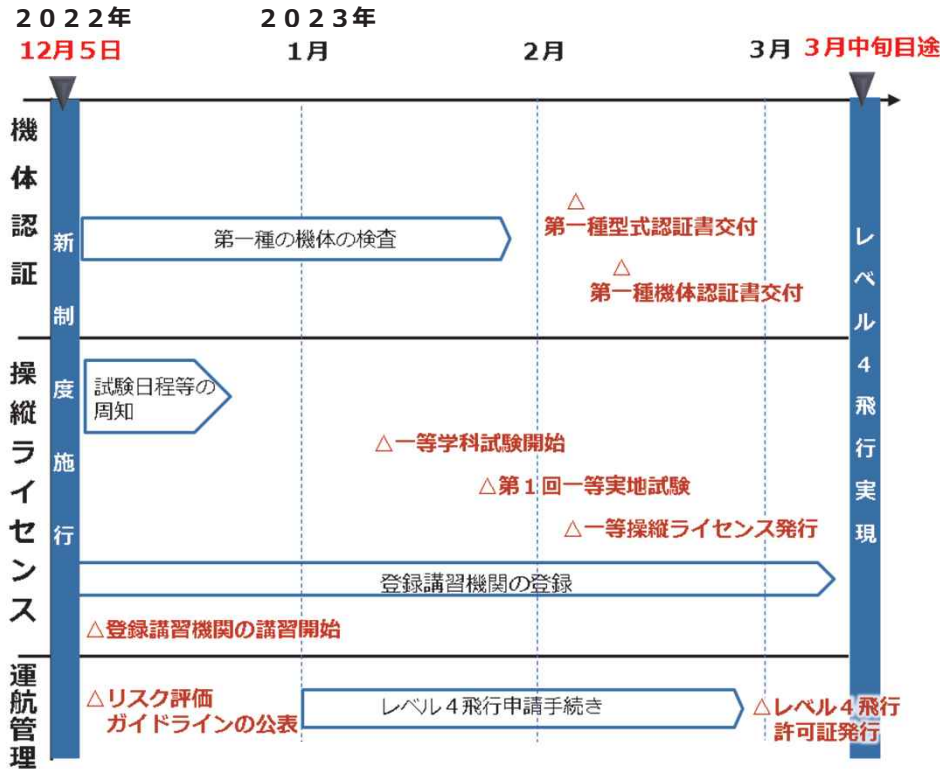 ２０２２年
２０２３年
12月５日
１月
２月
３月
３月中旬目途
機体認証
新制度施行
第一種の機体の検査
△
第一種型式認証書交付
△
第一種機体認証書交付
レベル４飛行実現
操縦ライセンス
試験日程等の
周知
△一等学科試験開始
△第１回一等実地試験
△一等操縦ライセンス発行
登録講習機関の登録
△登録講習機関の講習開始
運航管理
△リスク評価
ガイドラインの公表
レベル４飛行申請手続き
△レベル４飛行
許可証発行